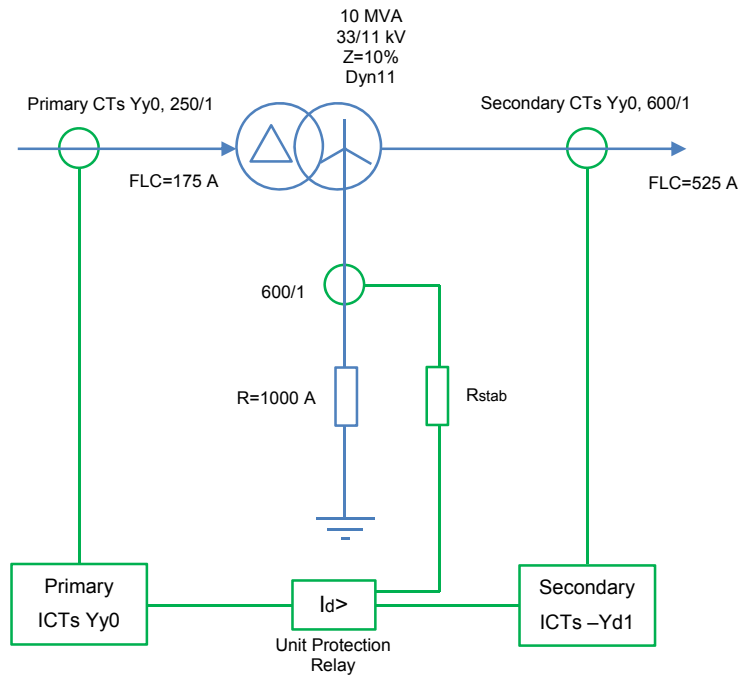 10 MVA
33/11 kV
Z=10%
Dyn11
Primary CTs Yy0, 250/1
Secondary CTs Yy0, 600/1
FLC=175 A
FLC=525 A
600/1
R=1000 A
Rstab
Primary
ICTs Yy0
Id>
Secondary
ICTs –Yd1
Unit Protection
Relay